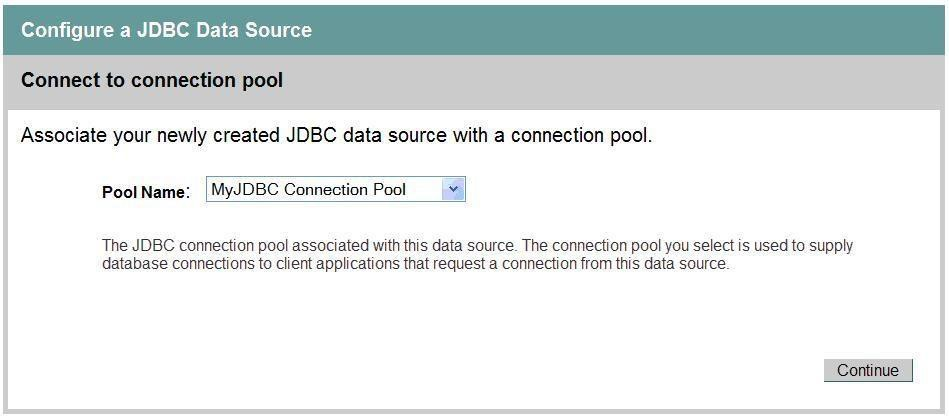 Configure a JDBC Data Source
Connect to connection pool
Associate your newly created JDBC data source with a connection pool.
Pool Name: MyJDBC Connection Pool
The JDBC connection pool associated with this data source. The connection pool you select is used to supply
database connections to client applications that request a connection from this data source.
Continue